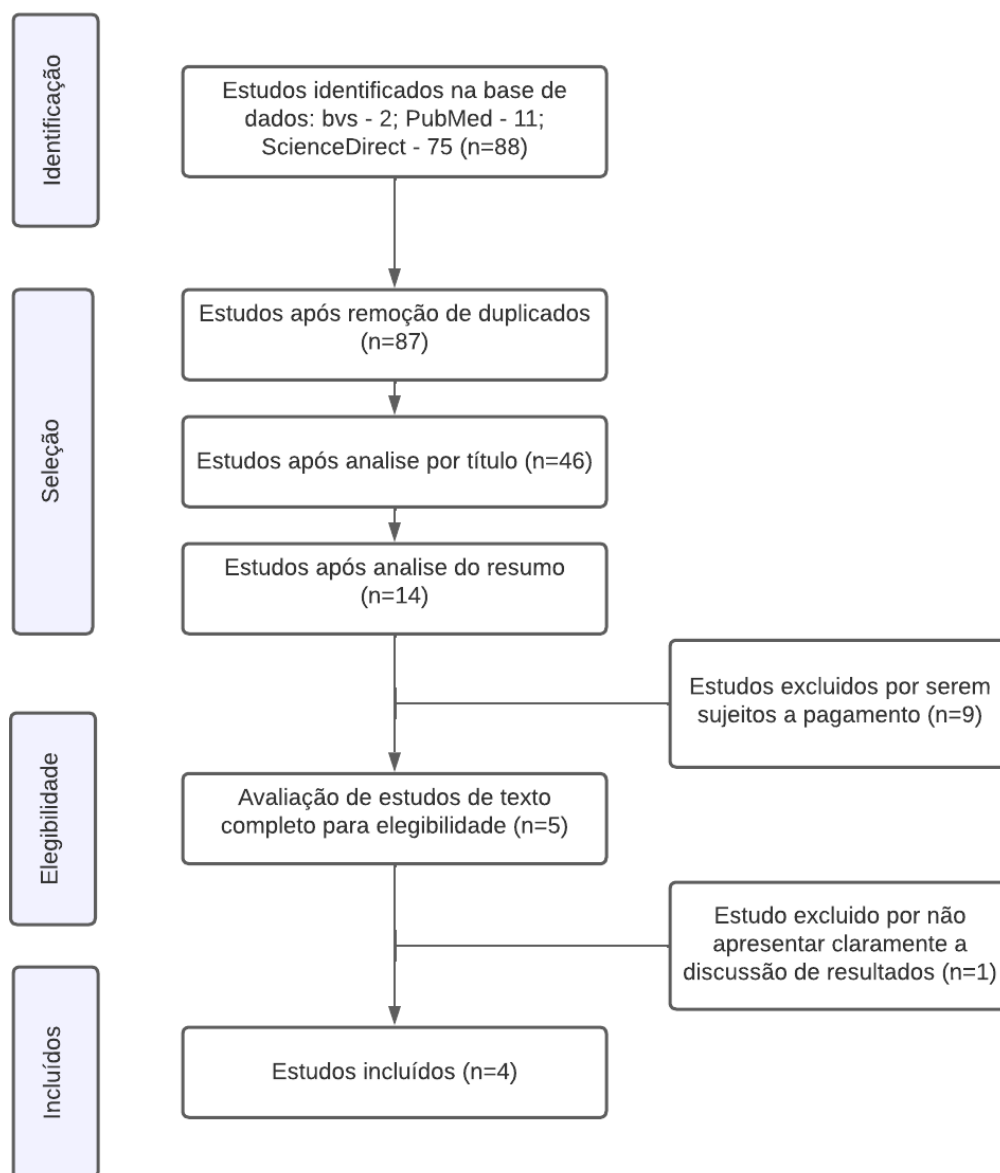 Identificação
Estudos identificados na base de
dados: bvs - 2; PubMed - 11;
ScienceDirect - 75 (n=88)
Seleção
Estudos após remoção de duplicados
(n=87)
Estudos após analise por título (n=46)
Estudos após analise do resumo
(n=14)
Estudos excluidos por serem
sujeitos a pagamento (n=9)
Elegibilidade
Avaliação de estudos de texto
completo para elegibilidade (n=5)
Estudo excluido por não
apresentar claramente a
discussão de resultados (n=1)
Incluídos
Estudos incluídos (n=4)